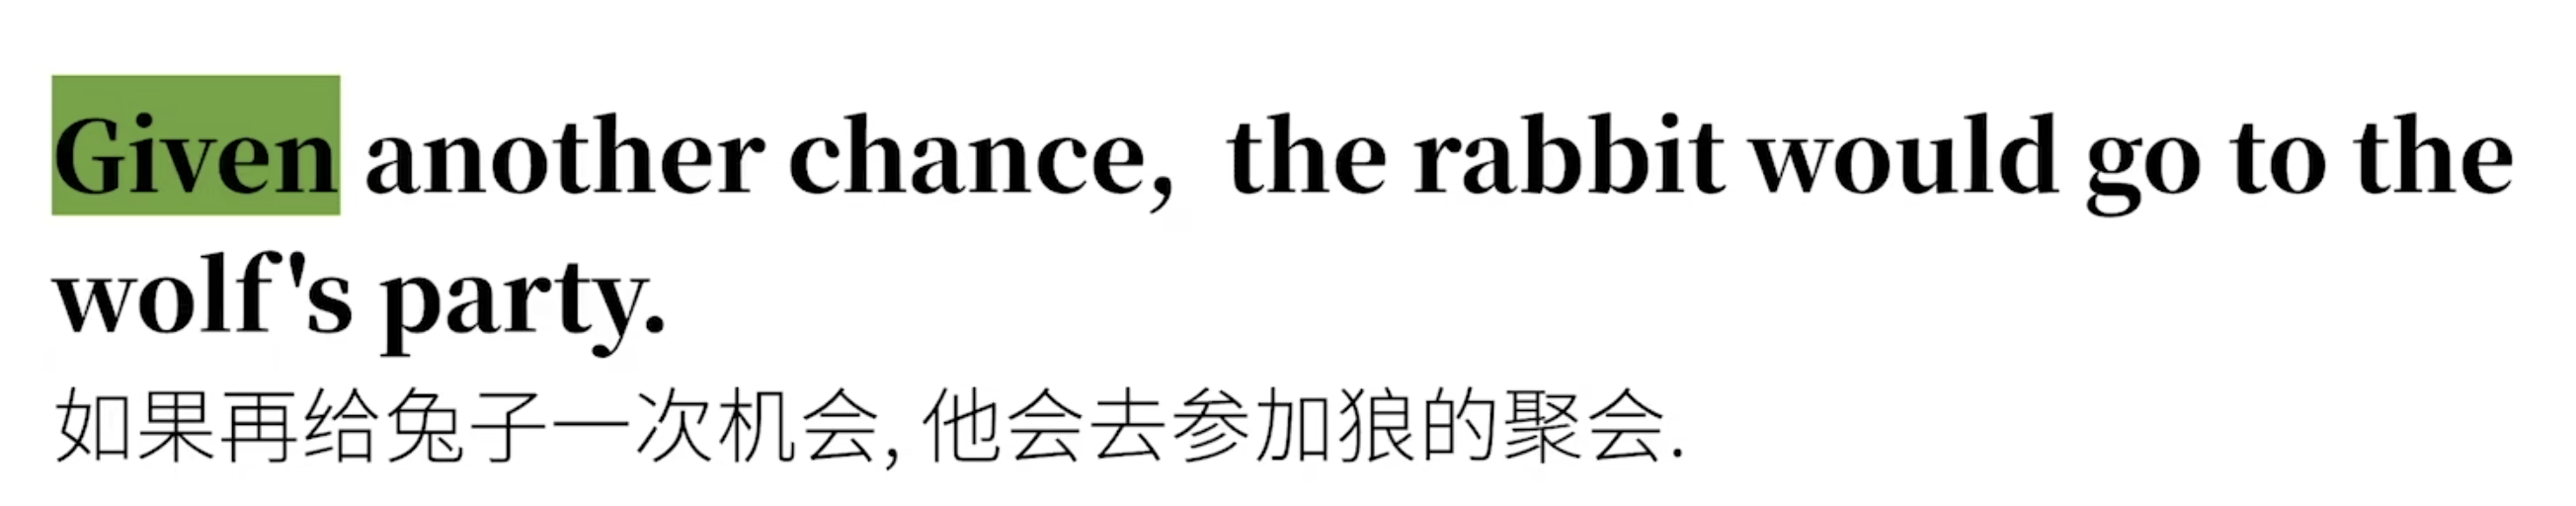 Given another chance, the rabbit would go to the
wolf's party.
如果再给兔子一次机会, 他会去参加狼的聚会.